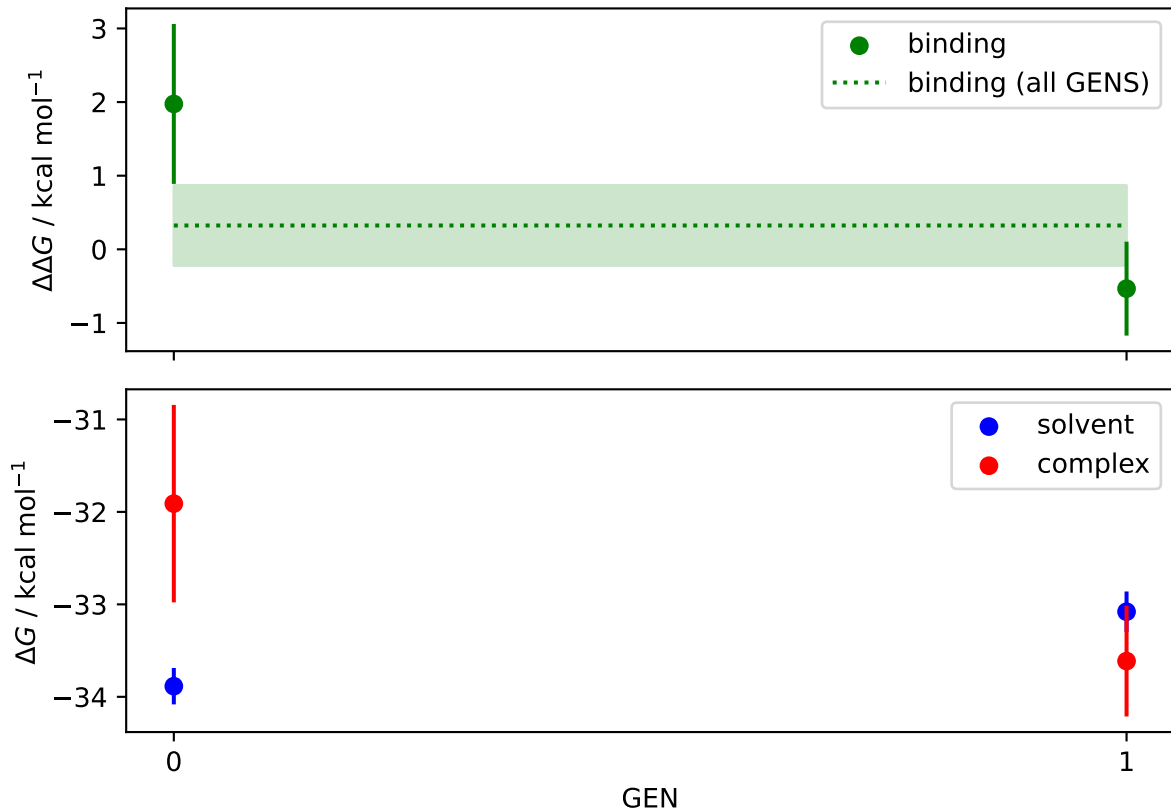 3
2
1
0
−1
ΔΔG / kcal mol⁻¹
binding
binding (all GENS)
−31
−32
−33
−34
ΔG / kcal mol⁻¹
solvent
complex
0
1
GEN